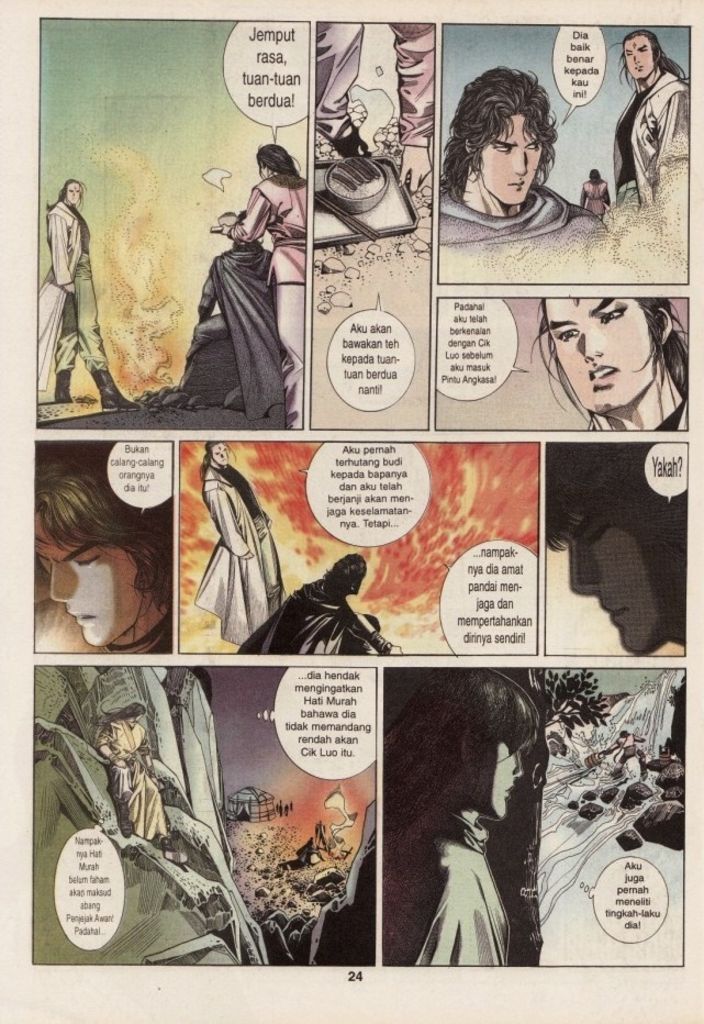 Jemput
rasa,
tuan-tuan
berdua!
Aku akan
bawakan teh
kepada tuan-
tuan berdua
nanti!
Dia
baik
benar
kepada
kau
ini!
Padahal
aku telah
berkenalan
dengan Cik
Luo sebelum
aku masuk
Pintu Angkasa!
Bukan
calang-calang
orangnya
dia itu!
Aku pernah
terhutang budi
kepada bapanya
dan aku telah
berjanji akan men-
jaga keselamatan-
nya. Tetapi...
...nampak-
nya dia amat
pandai men-
jaga dan
mempertahankan
dirinya sendiri!
Yakah?
...dia hendak
mengingatkan
Hati Murah
bahawa dia
tidak memandang
rendah akan
Cik Luo itu.
Nampak-
nya Hati
Murah
belum faham
akan maksud
abang
Penjejak Awan!
Padahal...
Aku
juga
pernah
meneliti
tingkah-laku
dia!
24